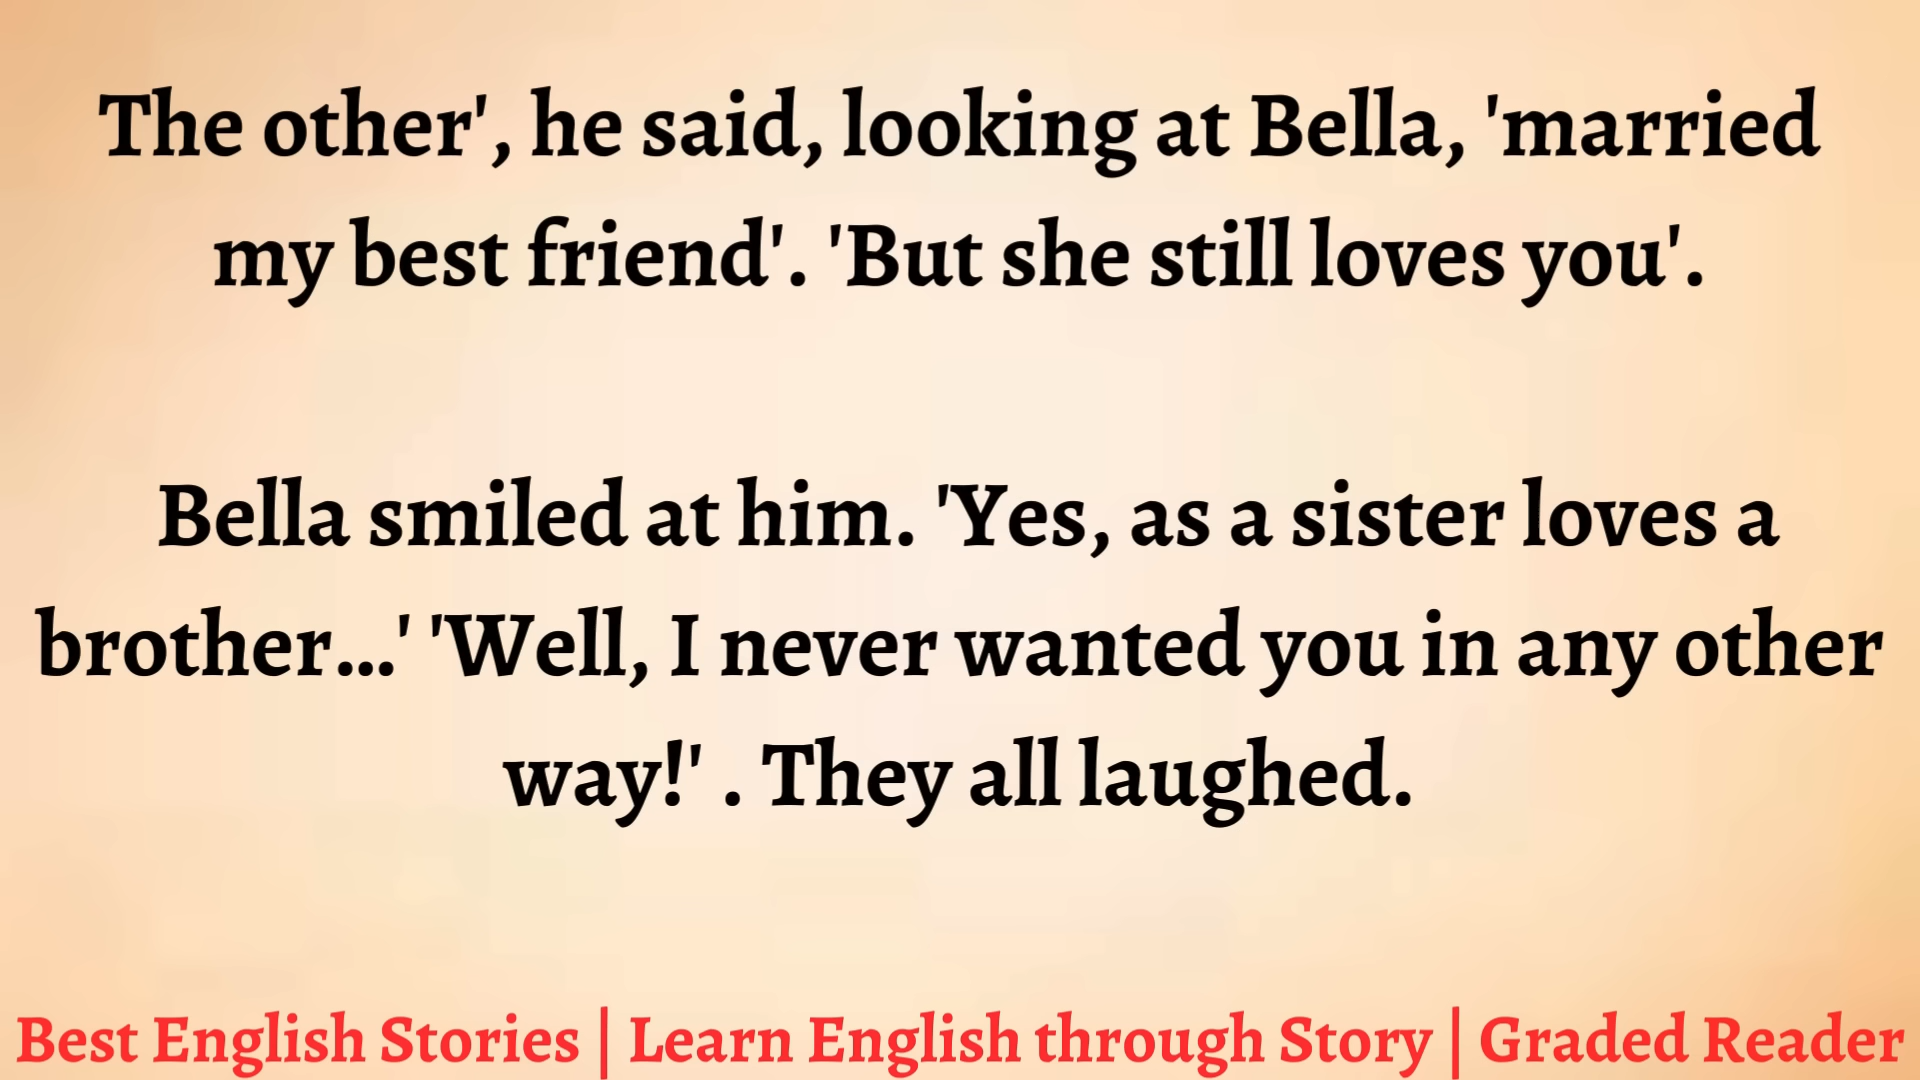 The other', he said, looking at Bella, 'married
my best friend'. 'But she still loves you'.
Bella smiled at him. 'Yes, as a sister loves a
brother...' 'Well, I never wanted you in any other
way!' . They all laughed.
Best English Stories | Learn English through Story | Graded Reader